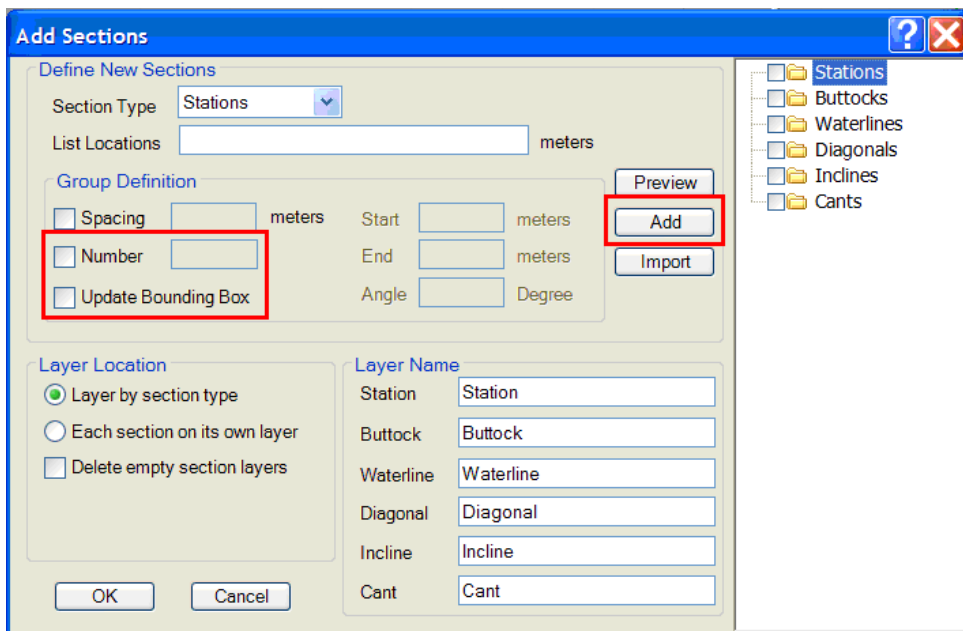 Add Sections
Define New Sections
Section Type Stations
List Locations meters
Group Definition
Spacing meters Start meters
Number End meters
Update Bounding Box Angle Degree
Preview
Add
Import
Layer Location
Layer by section type
Each section on its own layer
Delete empty section layers
OK Cancel
Layer Name
Station Station
Buttock Buttock
Waterline Waterline
Diagonal Diagonal
Incline Incline
Cant Cant
Stations
Buttocks
Waterlines
Diagonals
Inclines
Cants